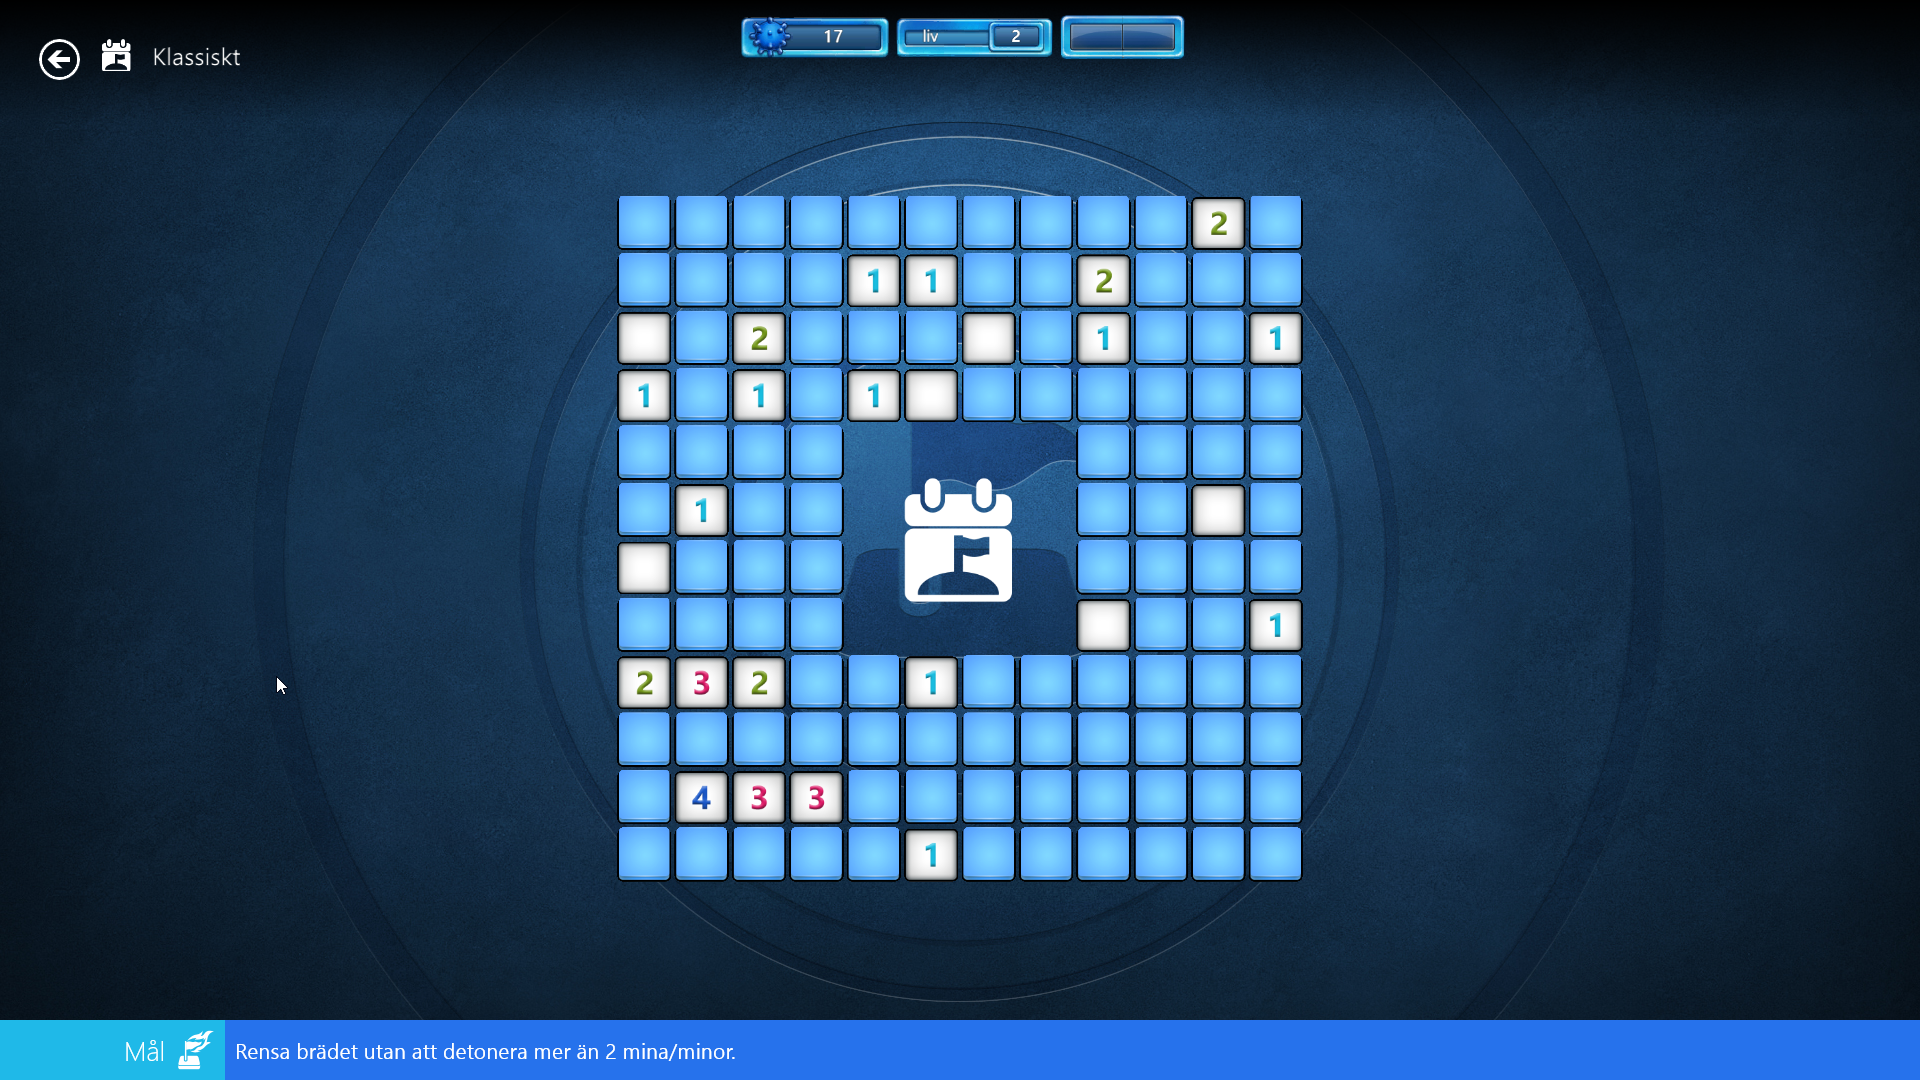 Klassiskt
17
liv 2
2
1 1 2
2 1 1
1 1 1
1
1
2 3 2 1
4 3 3
1
Mål
Rensa brädet utan att detonera mer än 2 mina/minor.